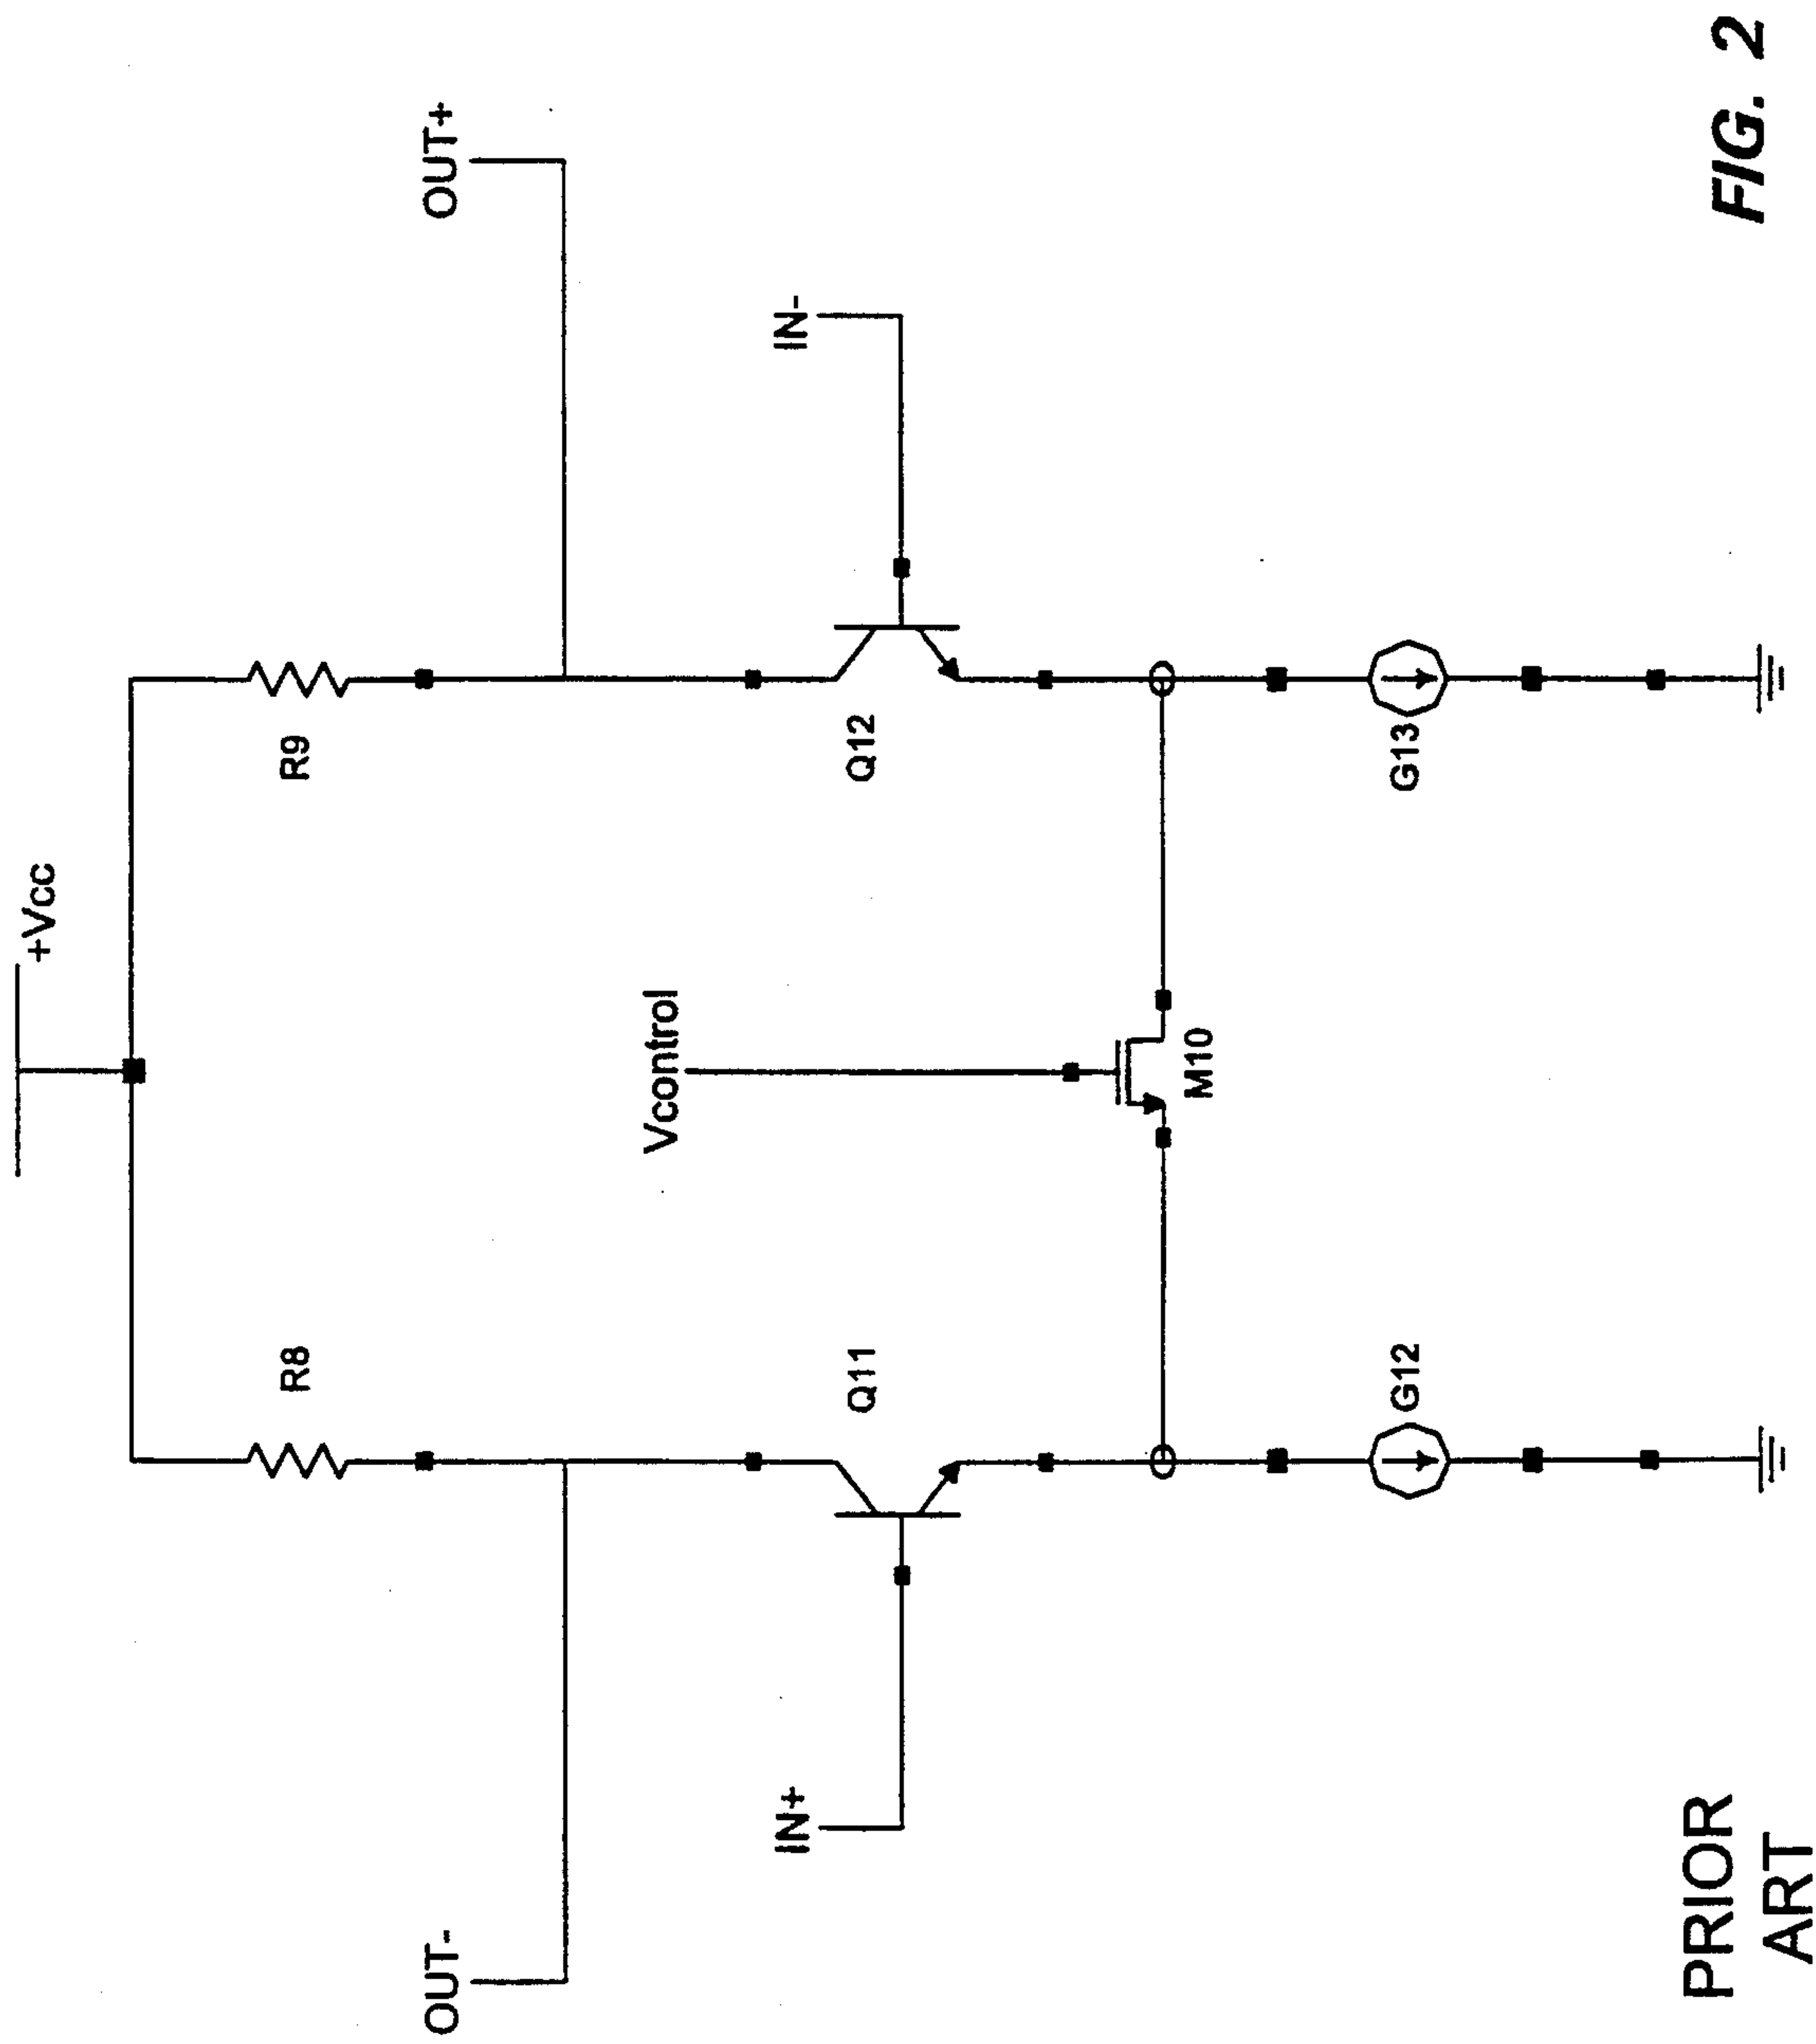 +Vcc
R8
R9
OUT-
OUT+
Vcontrol
IN+
IN-
Q11
Q12
M10
G12
G13
PRIOR
ART
FIG. 2